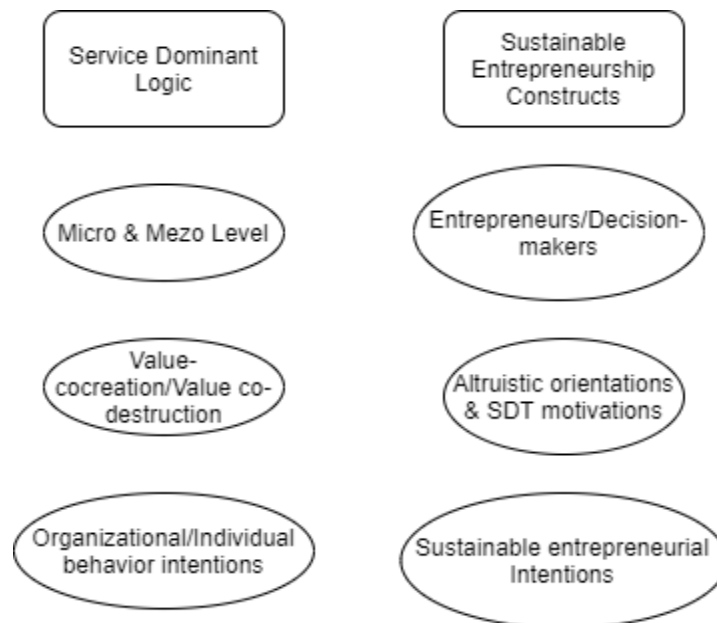 Service Dominant
Logic
Sustainable
Entrepreneurship
Constructs
Micro & Mezo Level
Entrepreneurs/Decision-
makers
Value-
cocreation/Value co-
destruction
Altruistic orientations
& SDT motivations
Organizational/Individual
behavior intentions
Sustainable entrepreneurial
Intentions